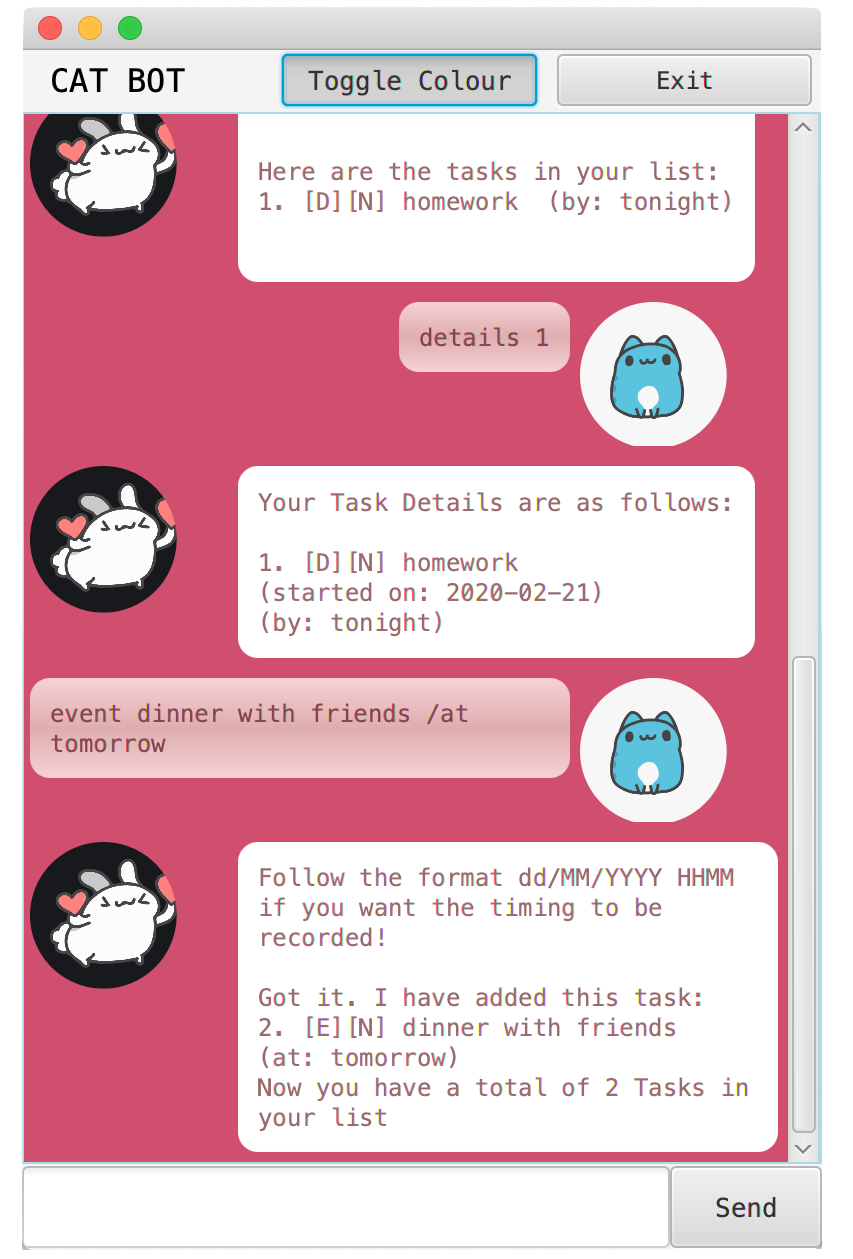 CAT BOT
Toggle Colour
Exit
Here are the tasks in your list:
1. [D][N] homework  (by: tonight)
details 1
Your Task Details are as follows:
1. [D][N] homework
(started on: 2020-02-21)
(by: tonight)
event dinner with friends /at
tomorrow
Follow the format dd/MM/YYYY HHMM
if you want the timing to be
recorded!
Got it. I have added this task:
2. [E][N] dinner with friends
(at: tomorrow)
Now you have a total of 2 Tasks in
your list
Send